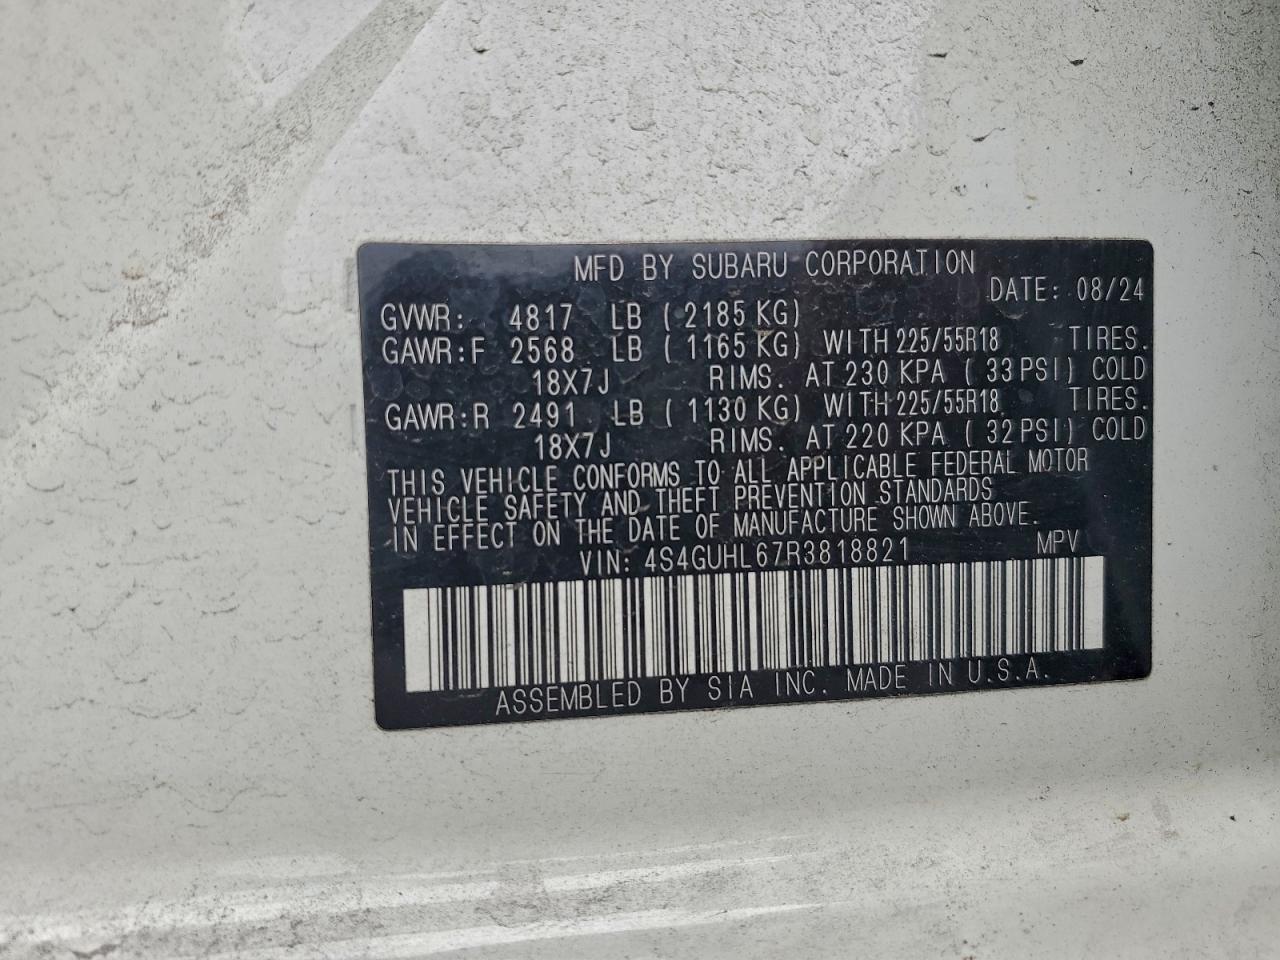 MFD BY SUBARU CORPORATION
DATE: 08/24
GVWR: 4817 LB ( 2185 KG)
GAWR:F 2568 LB ( 1165 KG) WITH 225/55R18 TIRES.
18X7J RIMS. AT 230 KPA ( 33 PSI) COLD
GAWR:R 2491 LB ( 1130 KG) WITH 225/55R18 TIRES.
18X7J RIMS. AT 220 KPA ( 32 PSI) COLD
THIS VEHICLE CONFORMS TO ALL APPLICABLE FEDERAL MOTOR
VEHICLE SAFETY AND THEFT PREVENTION STANDARDS
IN EFFECT ON THE DATE OF MANUFACTURE SHOWN ABOVE.
VIN: 4S4GUHL67R3818821 MPV
ASSEMBLED BY SIA INC. MADE IN U.S.A.